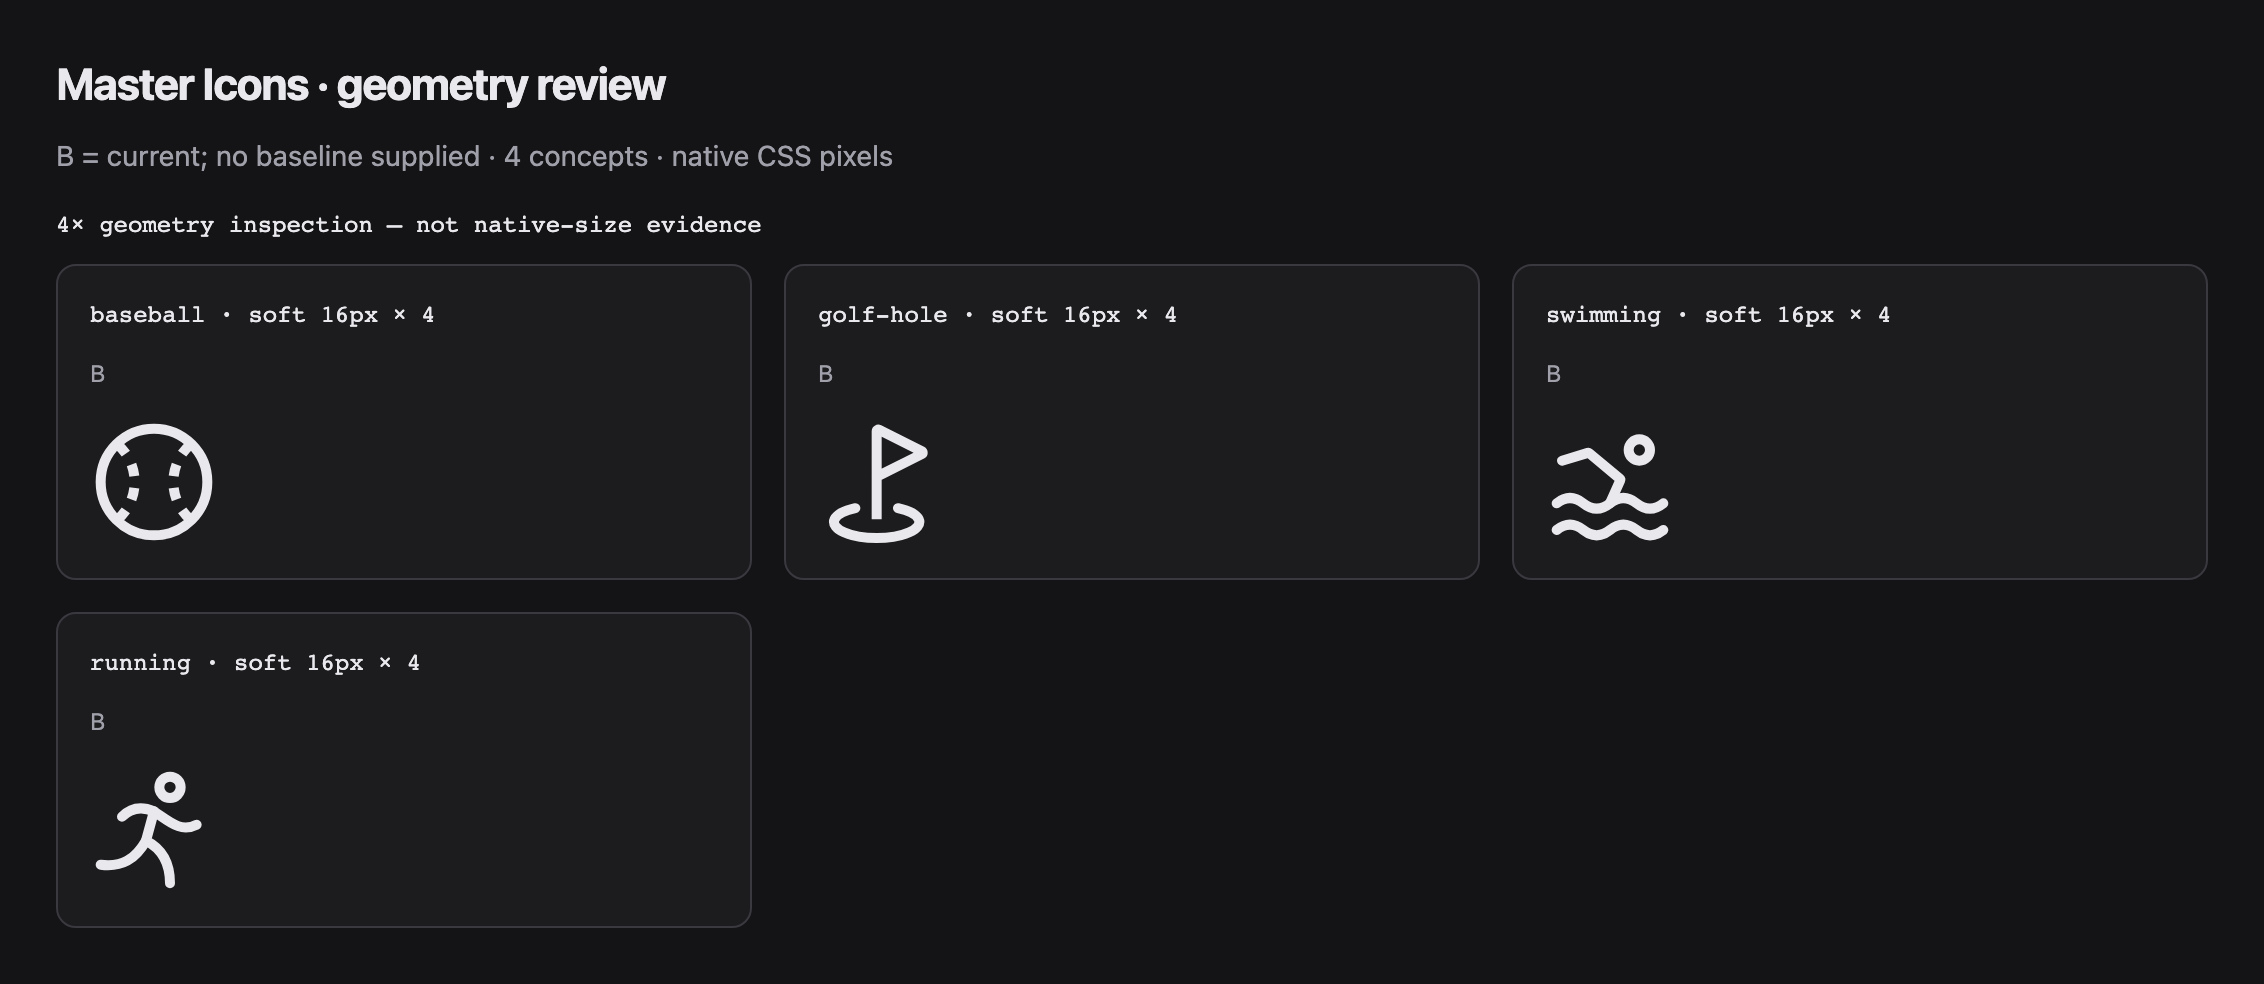 Master Icons · geometry review
B = current; no baseline supplied · 4 concepts · native CSS pixels
4× geometry inspection — not native-size evidence
baseball · soft 16px × 4
B
golf-hole · soft 16px × 4
B
swimming · soft 16px × 4
B
running · soft 16px × 4
B